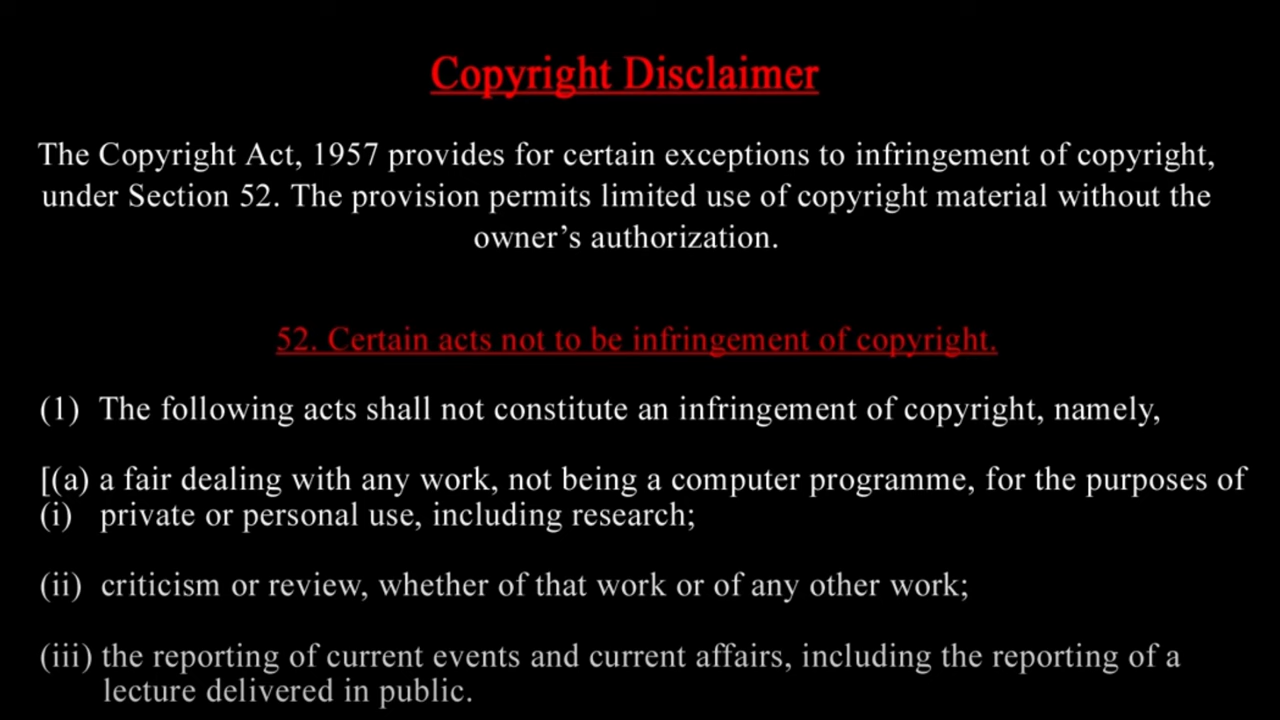 Copyright Disclaimer
The Copyright Act, 1957 provides for certain exceptions to infringement of copyright,
under Section 52. The provision permits limited use of copyright material without the
owner’s authorization.
52. Certain acts not to be infringement of copyright.
(1) The following acts shall not constitute an infringement of copyright, namely,
[(a) a fair dealing with any work, not being a computer programme, for the purposes of
(i) private or personal use, including research;
(ii) criticism or review, whether of that work or of any other work;
(iii) the reporting of current events and current affairs, including the reporting of a
lecture delivered in public.